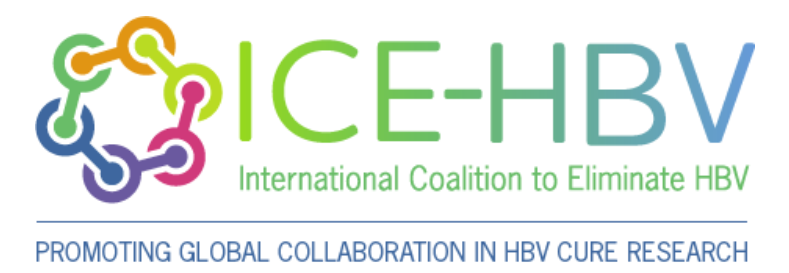 ICE-HBV
International Coalition to Eliminate HBV
PROMOTING GLOBAL COLLABORATION IN HBV CURE RESEARCH